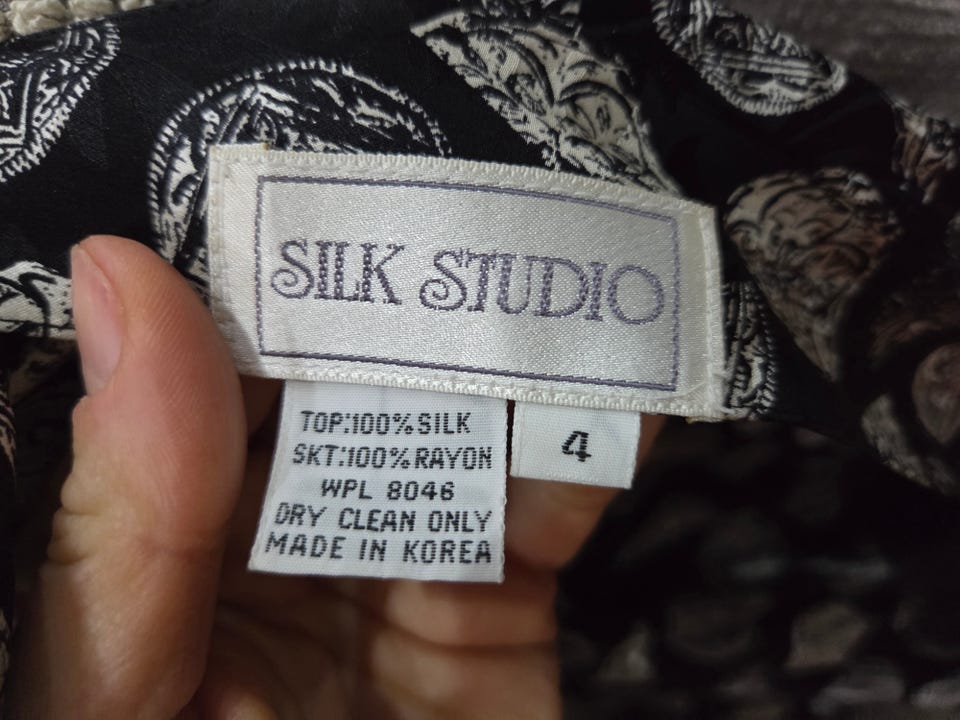 SILK STUDIO
TOP:100%SILK
SKT:100%RAYON
WPL 8046
DRY CLEAN ONLY
MADE IN KOREA
4